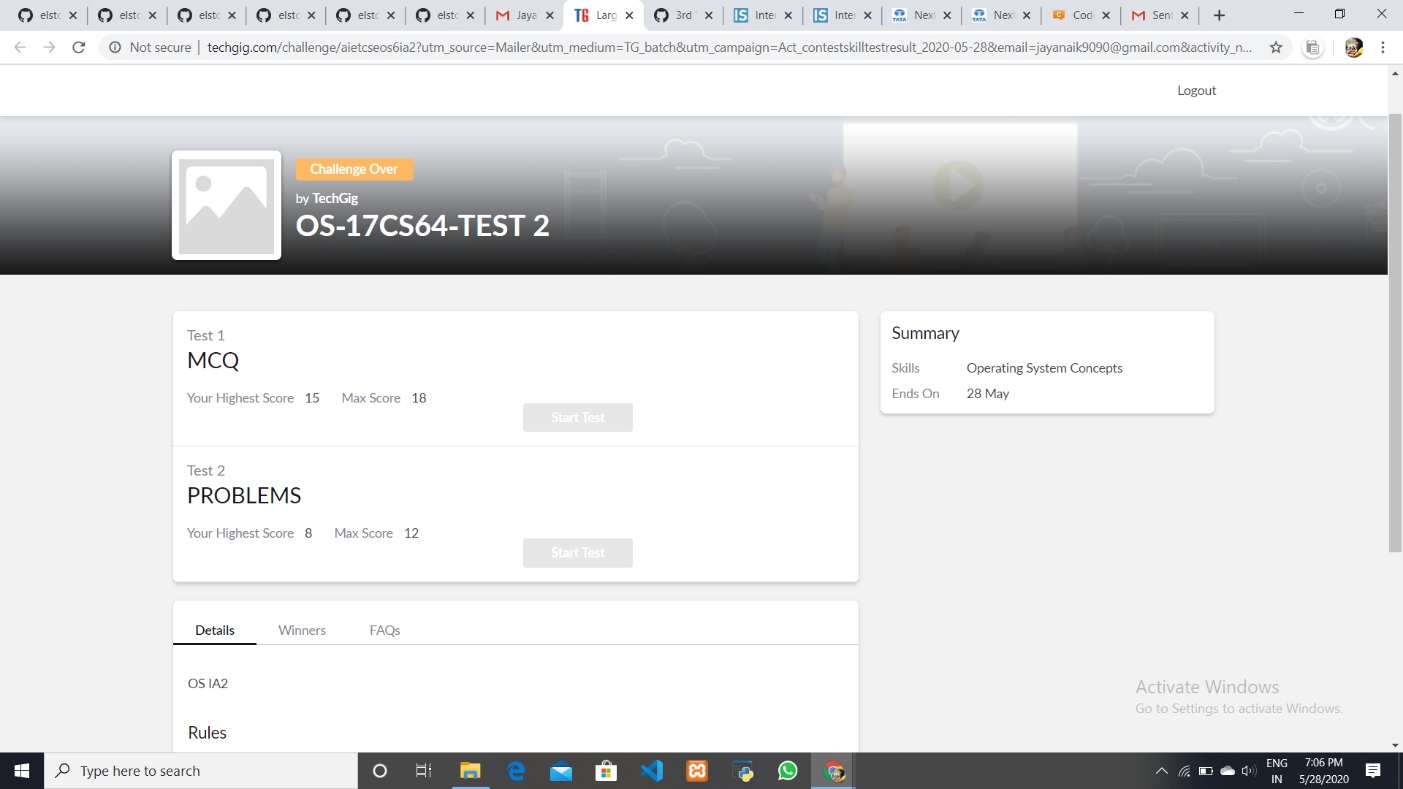 elsto
elsto
elsto
elsto
elsto
elsto
Jaya
TG Larg
3rd
IS Inter
IS Inter
TATA Next
TATA Next
Cod
Sent
Not secure | techgig.com/challenge/aietcseos6ia2?utm_source=Mailer&utm_medium=TG_batch&utm_campaign=Act_contestskilltestresult_2020-05-28&email=jayanaik9090@gmail.com&activity_n...
Logout
Challenge Over
by TechGig
OS-17CS64-TEST 2
Test 1
MCQ
Your Highest Score 15 Max Score 18
Start Test
Test 2
PROBLEMS
Your Highest Score 8 Max Score 12
Start Test
Summary
Skills Operating System Concepts
Ends On 28 May
Details Winners FAQs
OS IA2
Rules
Activate Windows
Go to Settings to activate Windows.
Type here to search
ENG
IN
7:06 PM
5/28/2020